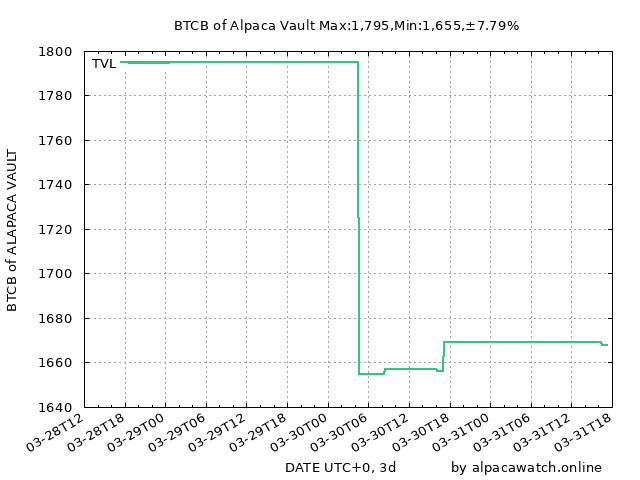 BTCB of Alpaca Vault Max:1,795,Min:1,655,±7.79%
BTCB of ALAPACA VAULT
TVL
1800
1780
1760
1740
1720
1700
1680
1660
1640
03-28T12
03-28T18
03-29T00
03-29T06
03-29T12
03-29T18
03-30T00
03-30T06
03-30T12
03-30T18
03-31T00
03-31T06
03-31T12
03-31T18
DATE UTC+0, 3d
by alpacawatch.online